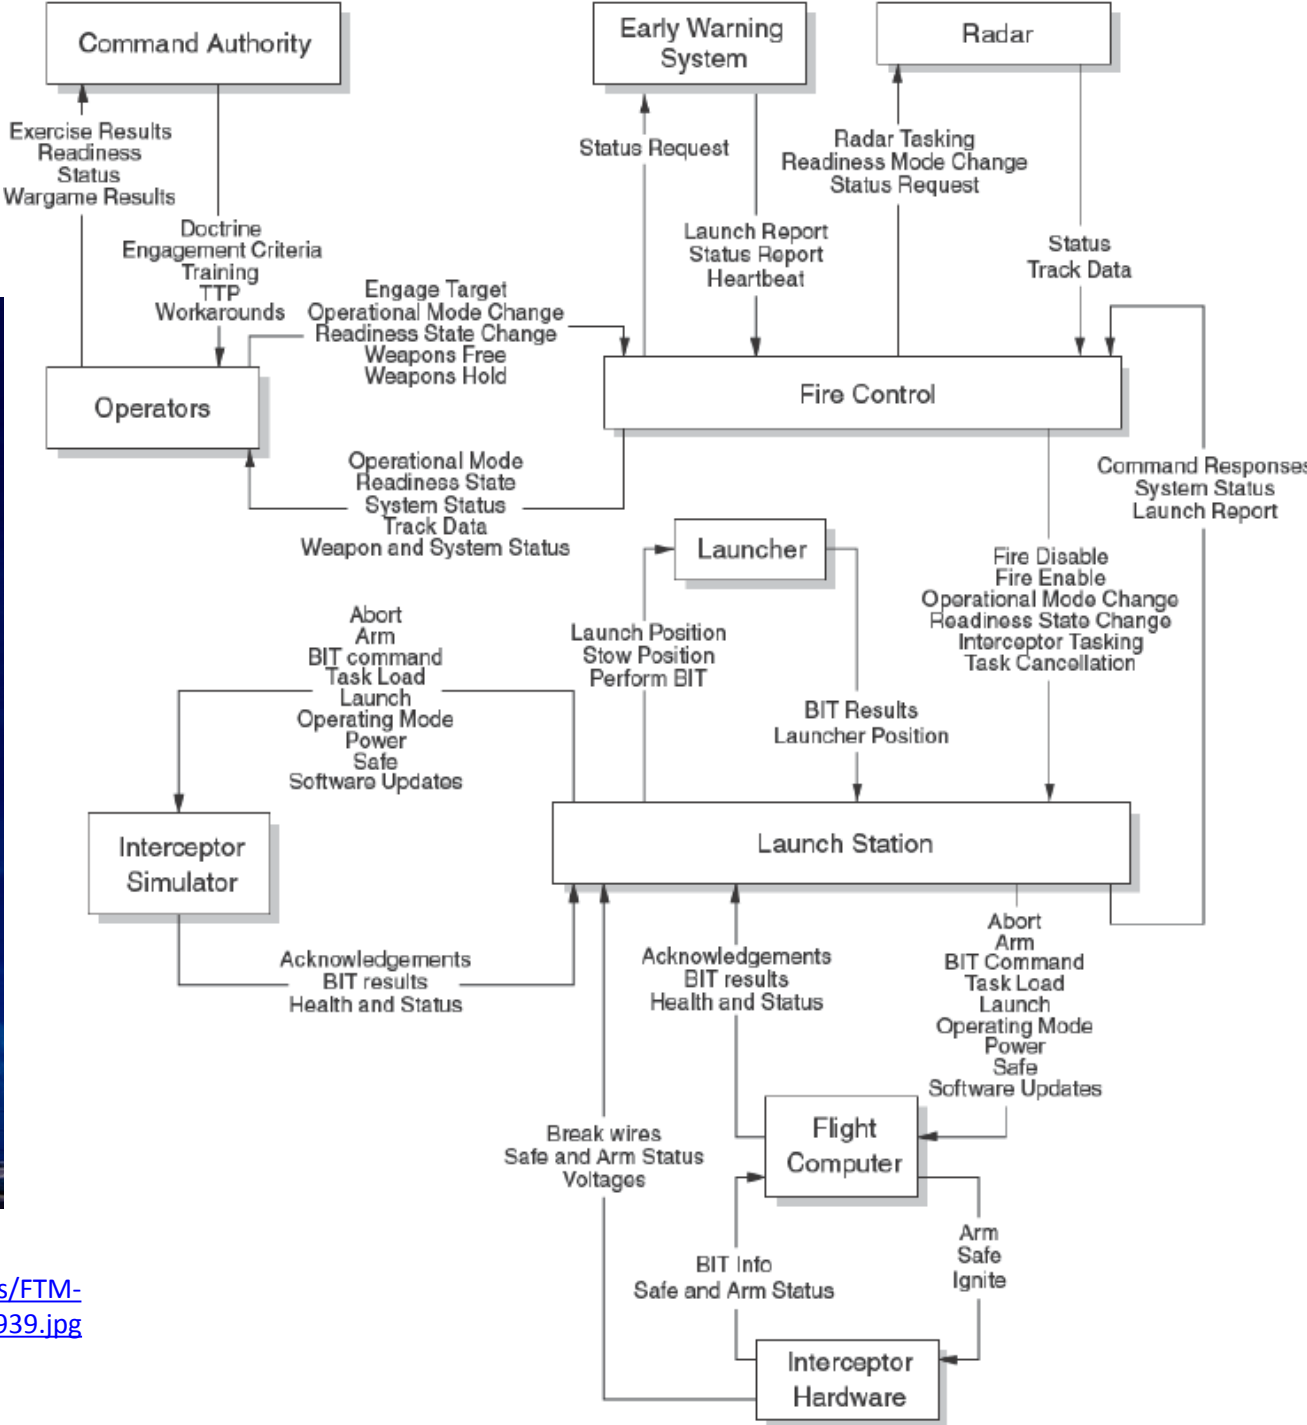 Command Authority
Early Warning
System
Radar
Exercise Results
Readiness
Status
Wargame Results
Status Request
Radar Tasking
Readiness Mode Change
Status Request
Doctrine
Engagement Criteria
Training
TTP
Workarounds
Launch Report
Status Report
Heartbeat
Status
Track Data
Engage Target
Operational Mode Change
Readiness State Change
Weapons Free
Weapons Hold
Operators
Fire Control
Operational Mode
Readiness State
System Status
Track Data
Weapon and System Status
Command Responses
System Status
Launch Report
Launcher
Fire Disable
Fire Enable
Operational Mode Change
Readiness State Change
Interceptor Tasking
Task Cancellation
Abort
Arm
BIT command
Task Load
Launch
Operating Mode
Power
Safe
Software Updates
Launch Position
Stow Position
Perform BIT
BIT Results
Launcher Position
Interceptor
Simulator
Launch Station
Acknowledgements
BIT results
Health and Status
Acknowledgements
BIT results
Health and Status
Abort
Arm
BIT Command
Task Load
Launch
Operating Mode
Power
Safe
Software Updates
Break wires
Safe and Arm Status
Voltages
Flight
Computer
BIT Info
Safe and Arm Status
Arm
Safe
Ignite
s/FTM-
939.jpg
Interceptor
Hardware